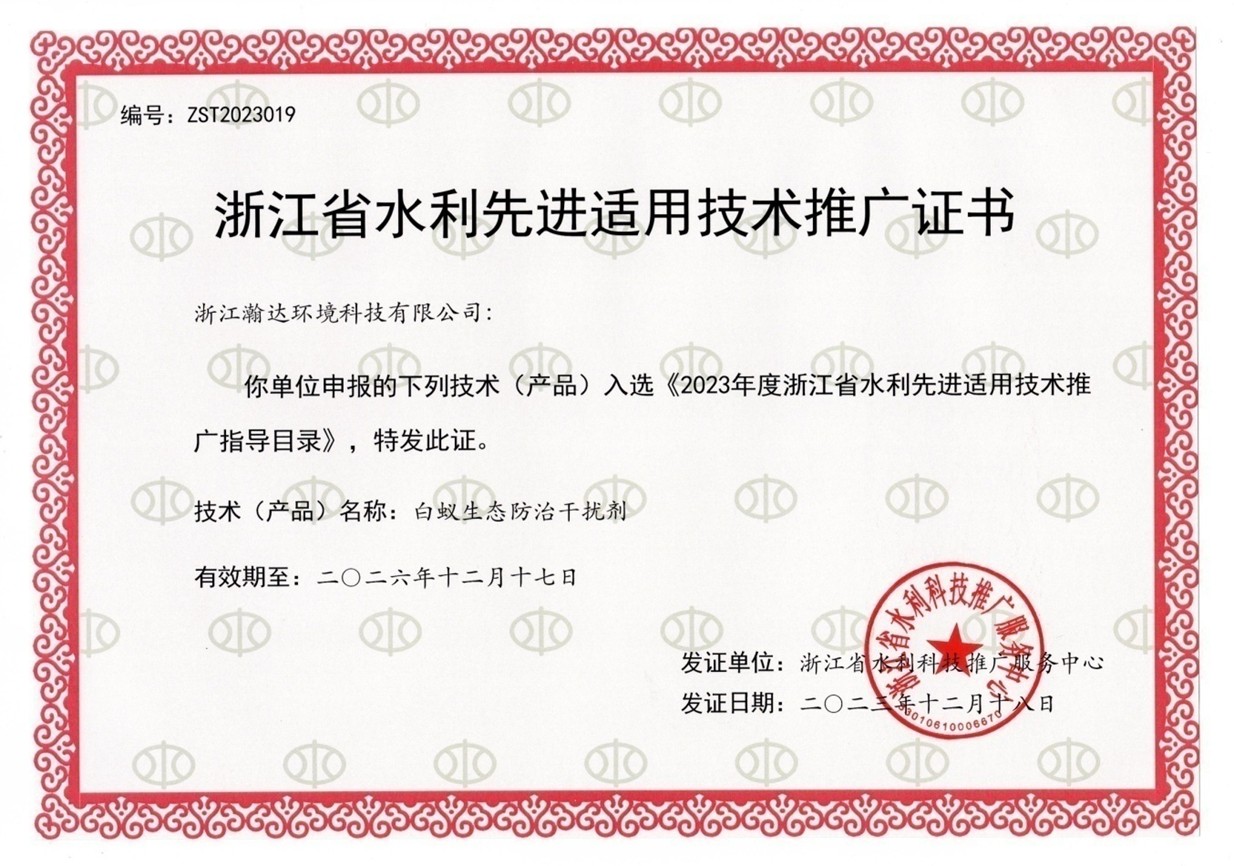 编号：ZST2023019
浙江省水利先进适用技术推广证书
浙江瀚达环境科技有限公司：
你单位申报的下列技术（产品）入选《2023年度浙江省水利先进适用技术推
广指导目录》，特发此证。
技术（产品）名称：白蚁生态防治干扰剂
有效期至：二〇二六年十二月十七日
发证单位：浙江省水利科技推广服务中心
发证日期：二〇二三年十二月十八日
浙江省水利科技推广服务中心
33010610006670